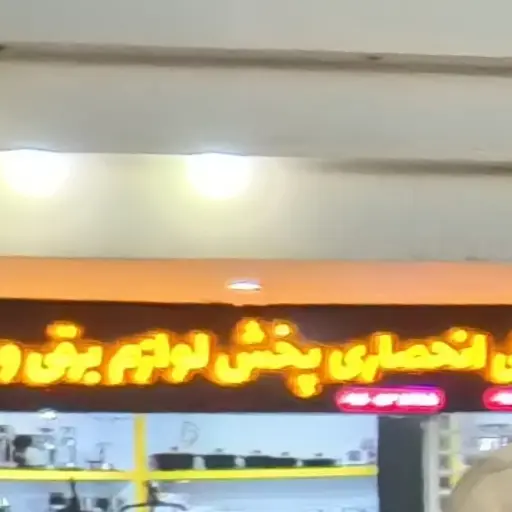 انحصاری پخش لوازم برقی و